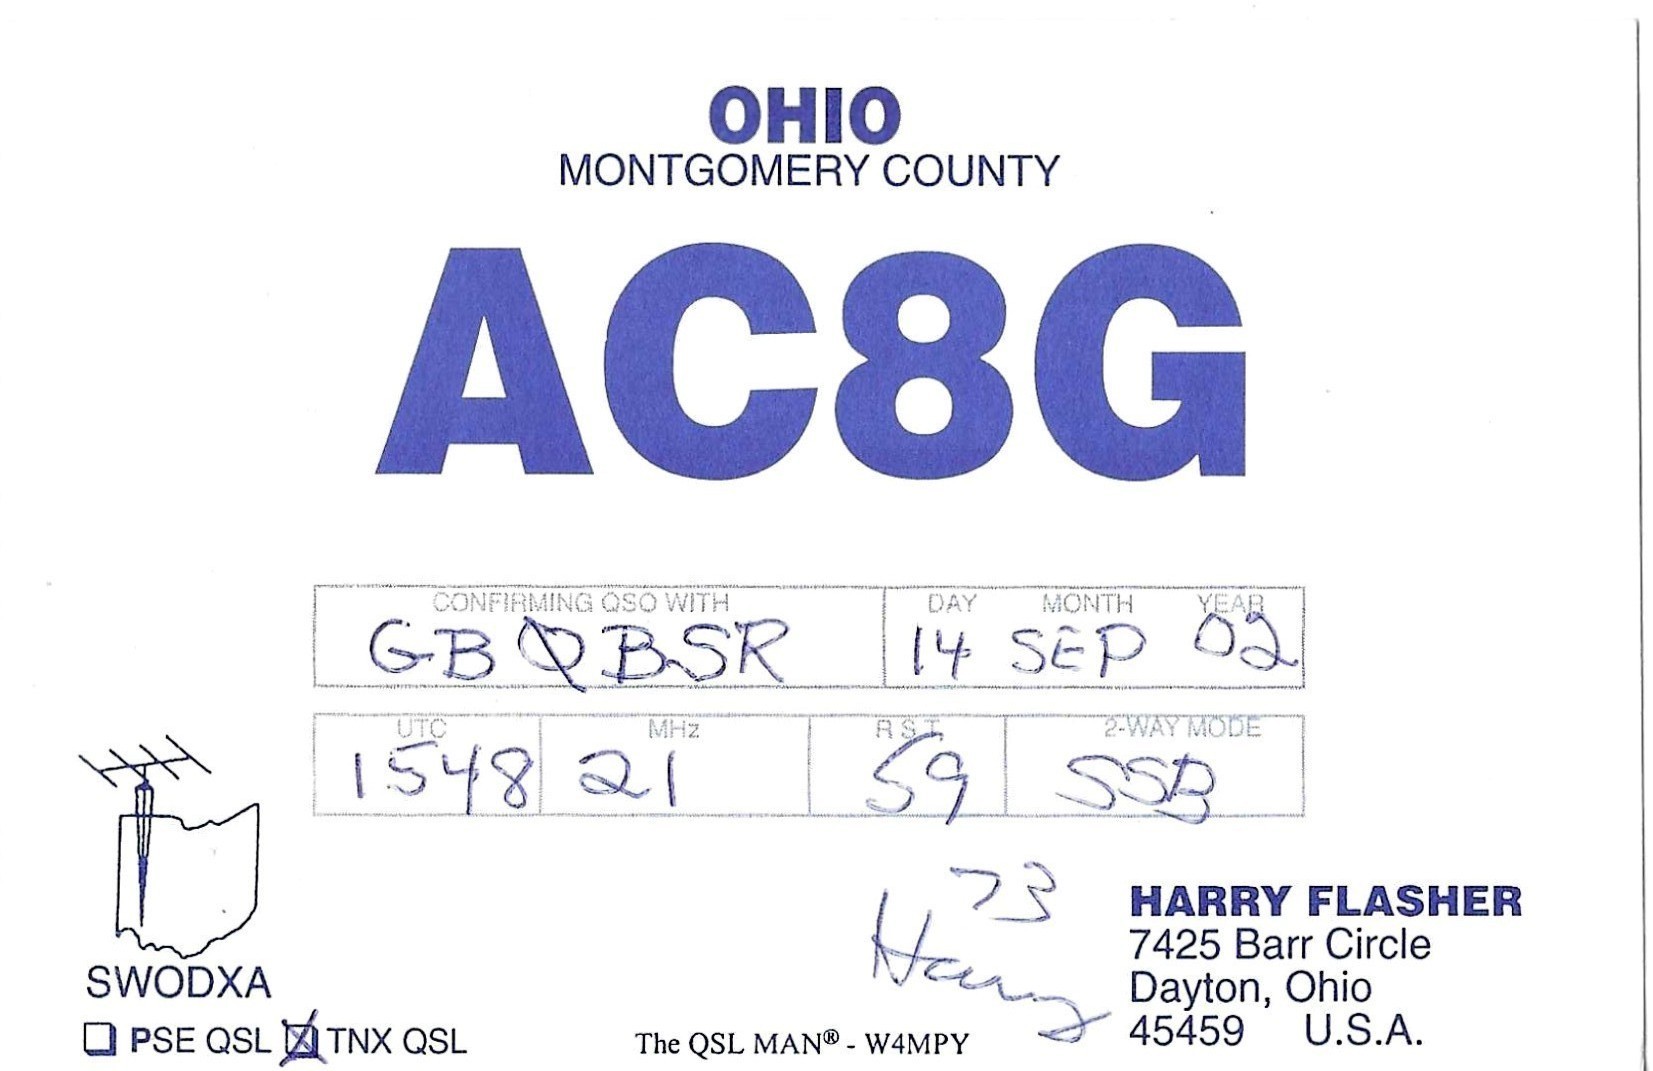 OHIO
MONTGOMERY COUNTY
AC8G
CONFIRMING QSO WITH DAY MONTH YEAR
GBØBSR 14 SEP 02
UTC MHz R S T 2-WAY MODE
1548 21 59 SSB
73
Harry
HARRY FLASHER
7425 Barr Circle
Dayton, Ohio
45459 U.S.A.
SWODXA
PSE QSL TNX QSL
The QSL MAN® - W4MPY